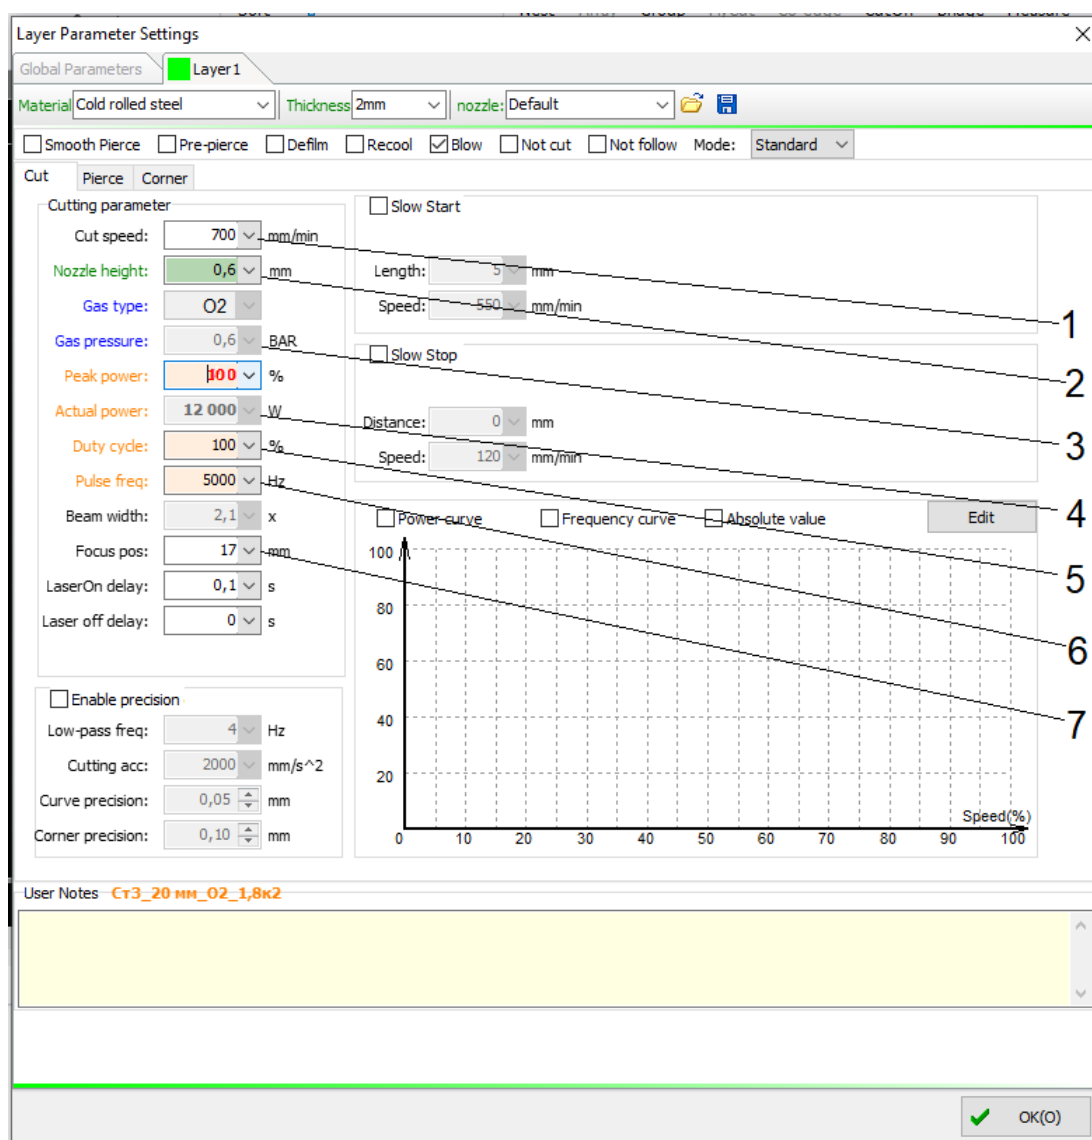 Layer Parameter Settings
Global Parameters Layer1
Material Cold rolled steel Thickness 2mm nozzle: Default
Smooth Pierce Pre-pierce Defilm Recool Blow Not cut Not follow Mode: Standard
Cut Pierce Corner
Cutting parameter
Cut speed: 700 mm/min
Nozzle height: 0,6 mm
Gas type: O2
Gas pressure: 0,6 BAR
Peak power: 100 %
Actual power: 12 000 W
Duty cycle: 100 %
Pulse freq: 5000 Hz
Beam width: 2,1 x
Focus pos: 17 mm
LaserOn delay: 0,1 s
Laser off delay: 0 s
Enable precision
Low-pass freq: 4 Hz
Cutting acc: 2000 mm/s^2
Curve precision: 0,05 mm
Corner precision: 0,10 mm
Slow Start
Length: 5 mm
Speed: 550 mm/min
Slow Stop
Distance: 0 mm
Speed: 120 mm/min
Power curve Frequency curve Absolute value Edit
100
80
60
40
20
Speed(%)
0 10 20 30 40 50 60 70 80 90 100
1
2
3
4
5
6
7
User Notes Ст3_20 мм_O2_1,8к2
OK(O)